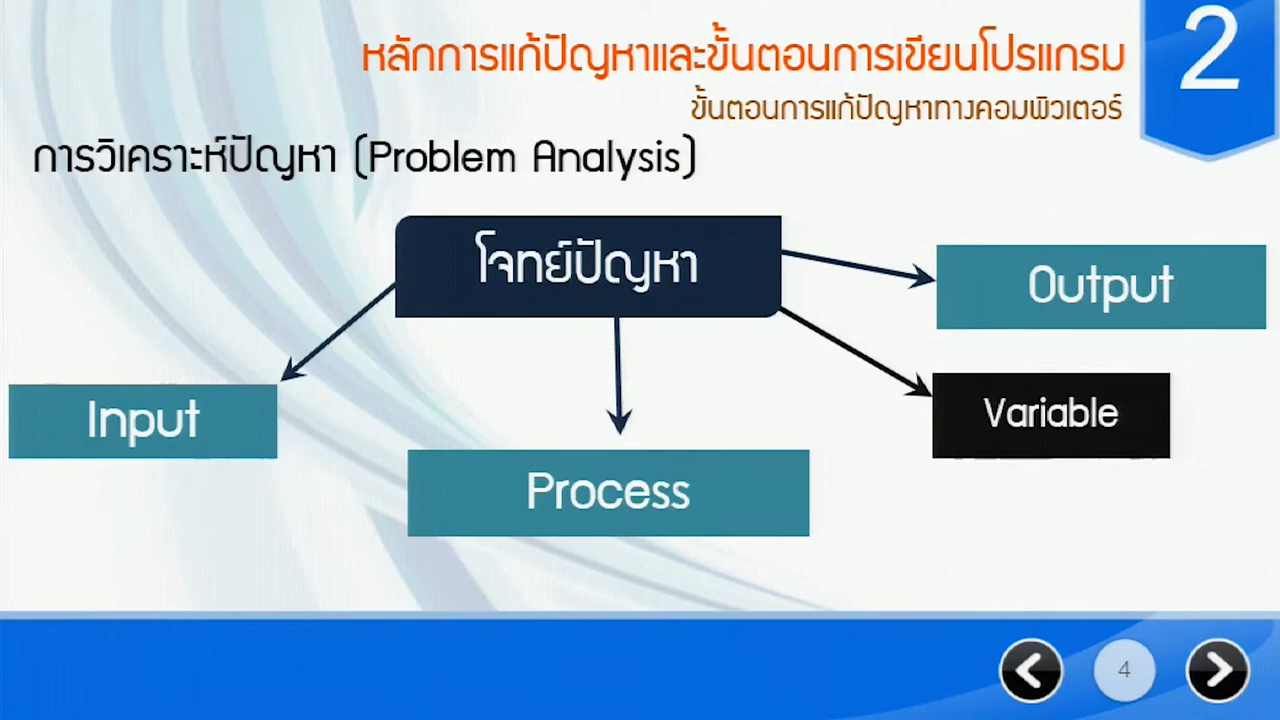 หลักการแก้ปัญหาและขั้นตอนการเขียนโปรแกรม
2
ขั้นตอนการแก้ปัญหาทางคอมพิวเตอร์
การวิเคราะห์ปัญหา (Problem Analysis)
โจทย์ปัญหา
Output
Input
Variable
Process
4